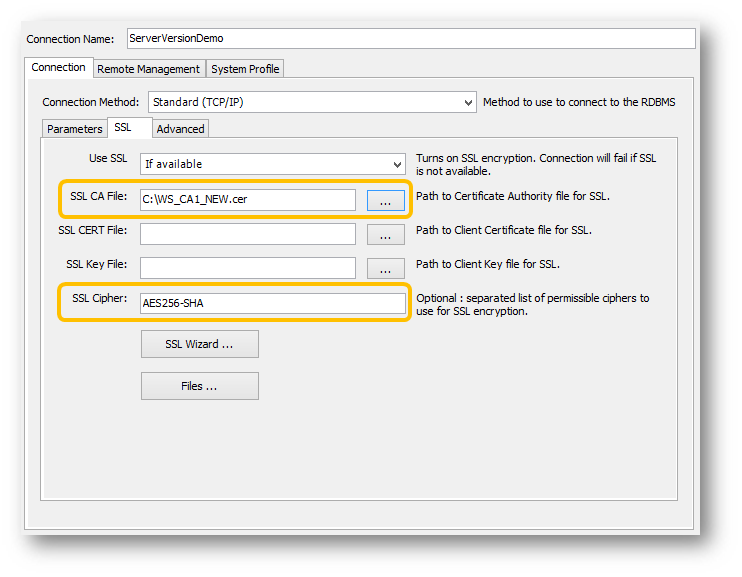 Connection Name: ServerVersionDemo
Connection Remote Management System Profile
Connection Method: Standard (TCP/IP) Method to use to connect to the RDBMS
Parameters SSL Advanced
Use SSL If available Turns on SSL encryption. Connection will fail if SSL
is not available.
SSL CA File: C:\WS_CA1_NEW.cer ... Path to Certificate Authority file for SSL.
SSL CERT File: ... Path to Client Certificate file for SSL.
SSL Key File: ... Path to Client Key file for SSL.
SSL Cipher: AES256-SHA Optional : separated list of permissible ciphers to
use for SSL encryption.
SSL Wizard ...
Files ...